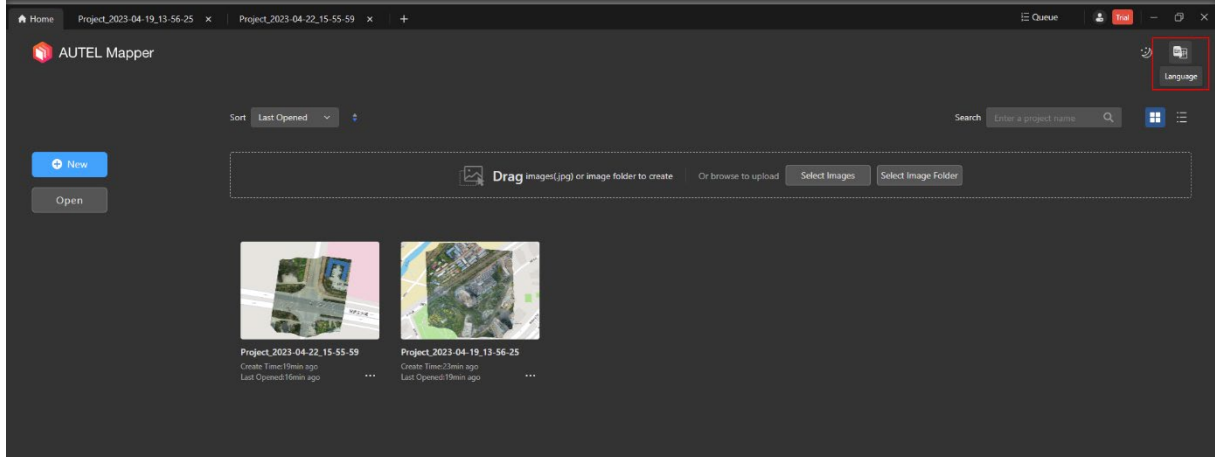 Home Project_2023-04-19_13-56-25 × Project_2023-04-22_15-55-59 × + Queue Trial
AUTEL Mapper
Language
Sort Last Opened Search Enter a project name
New
Drag images(.jpg) or image folder to create Or browse to upload Select Images Select Image Folder
Open
Project_2023-04-22_15-55-59
Create Time:19min ago
Last Opened:16min ago
Project_2023-04-19_13-56-25
Create Time:23min ago
Last Opened:19min ago